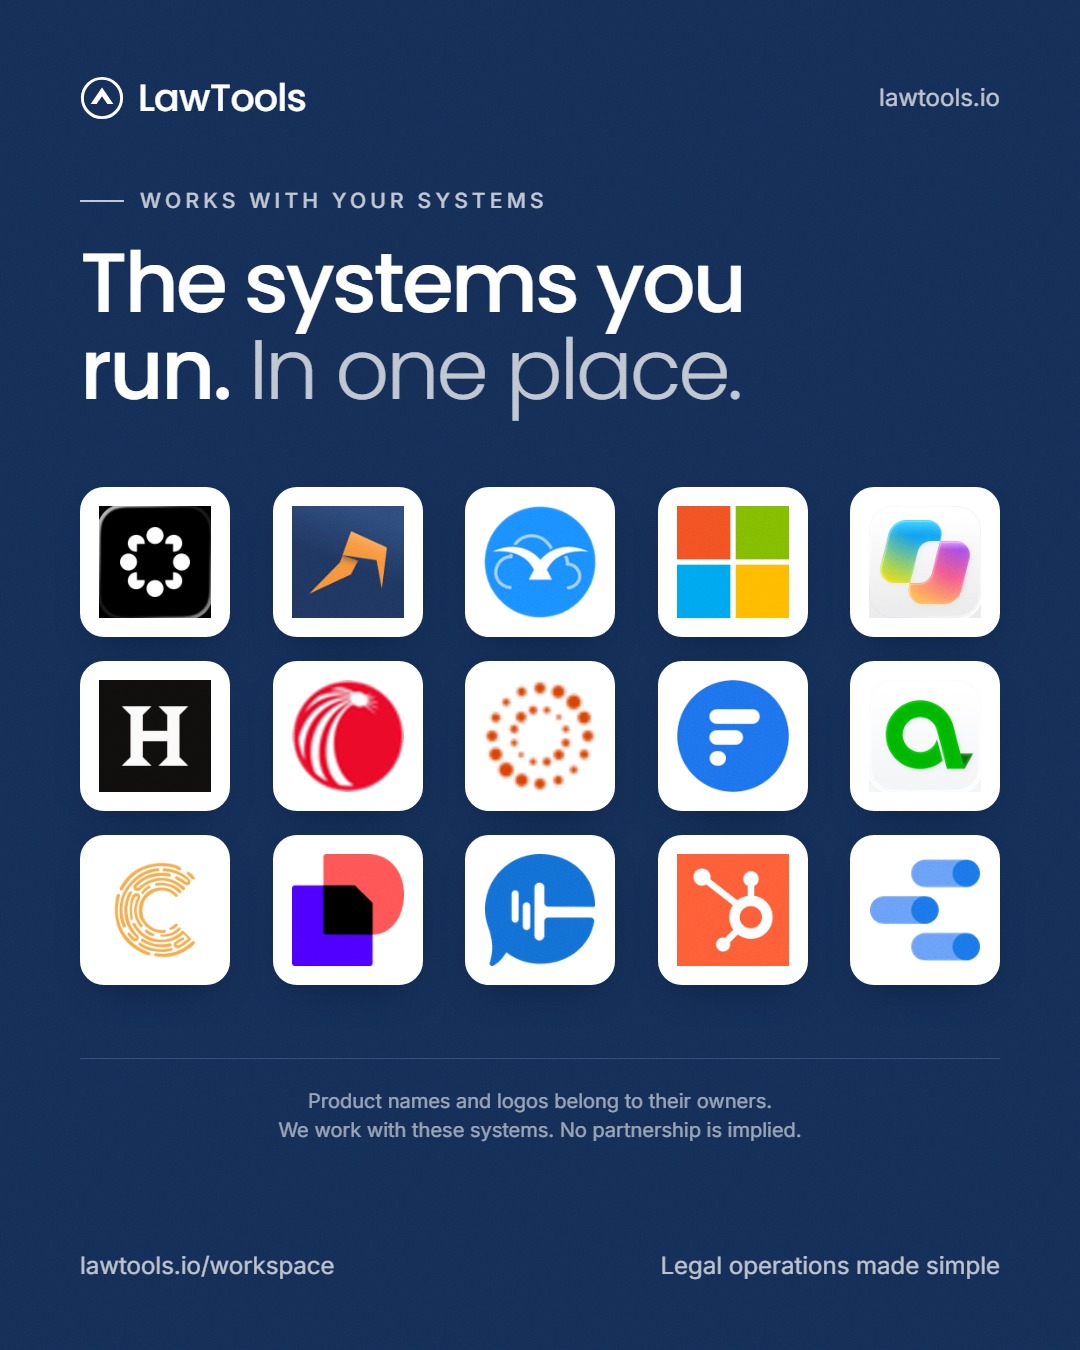 LawTools
lawtools.io
WORKS WITH YOUR SYSTEMS
The systems you
run. In one place.
H
Product names and logos belong to their owners.
We work with these systems. No partnership is implied.
lawtools.io/workspace
Legal operations made simple